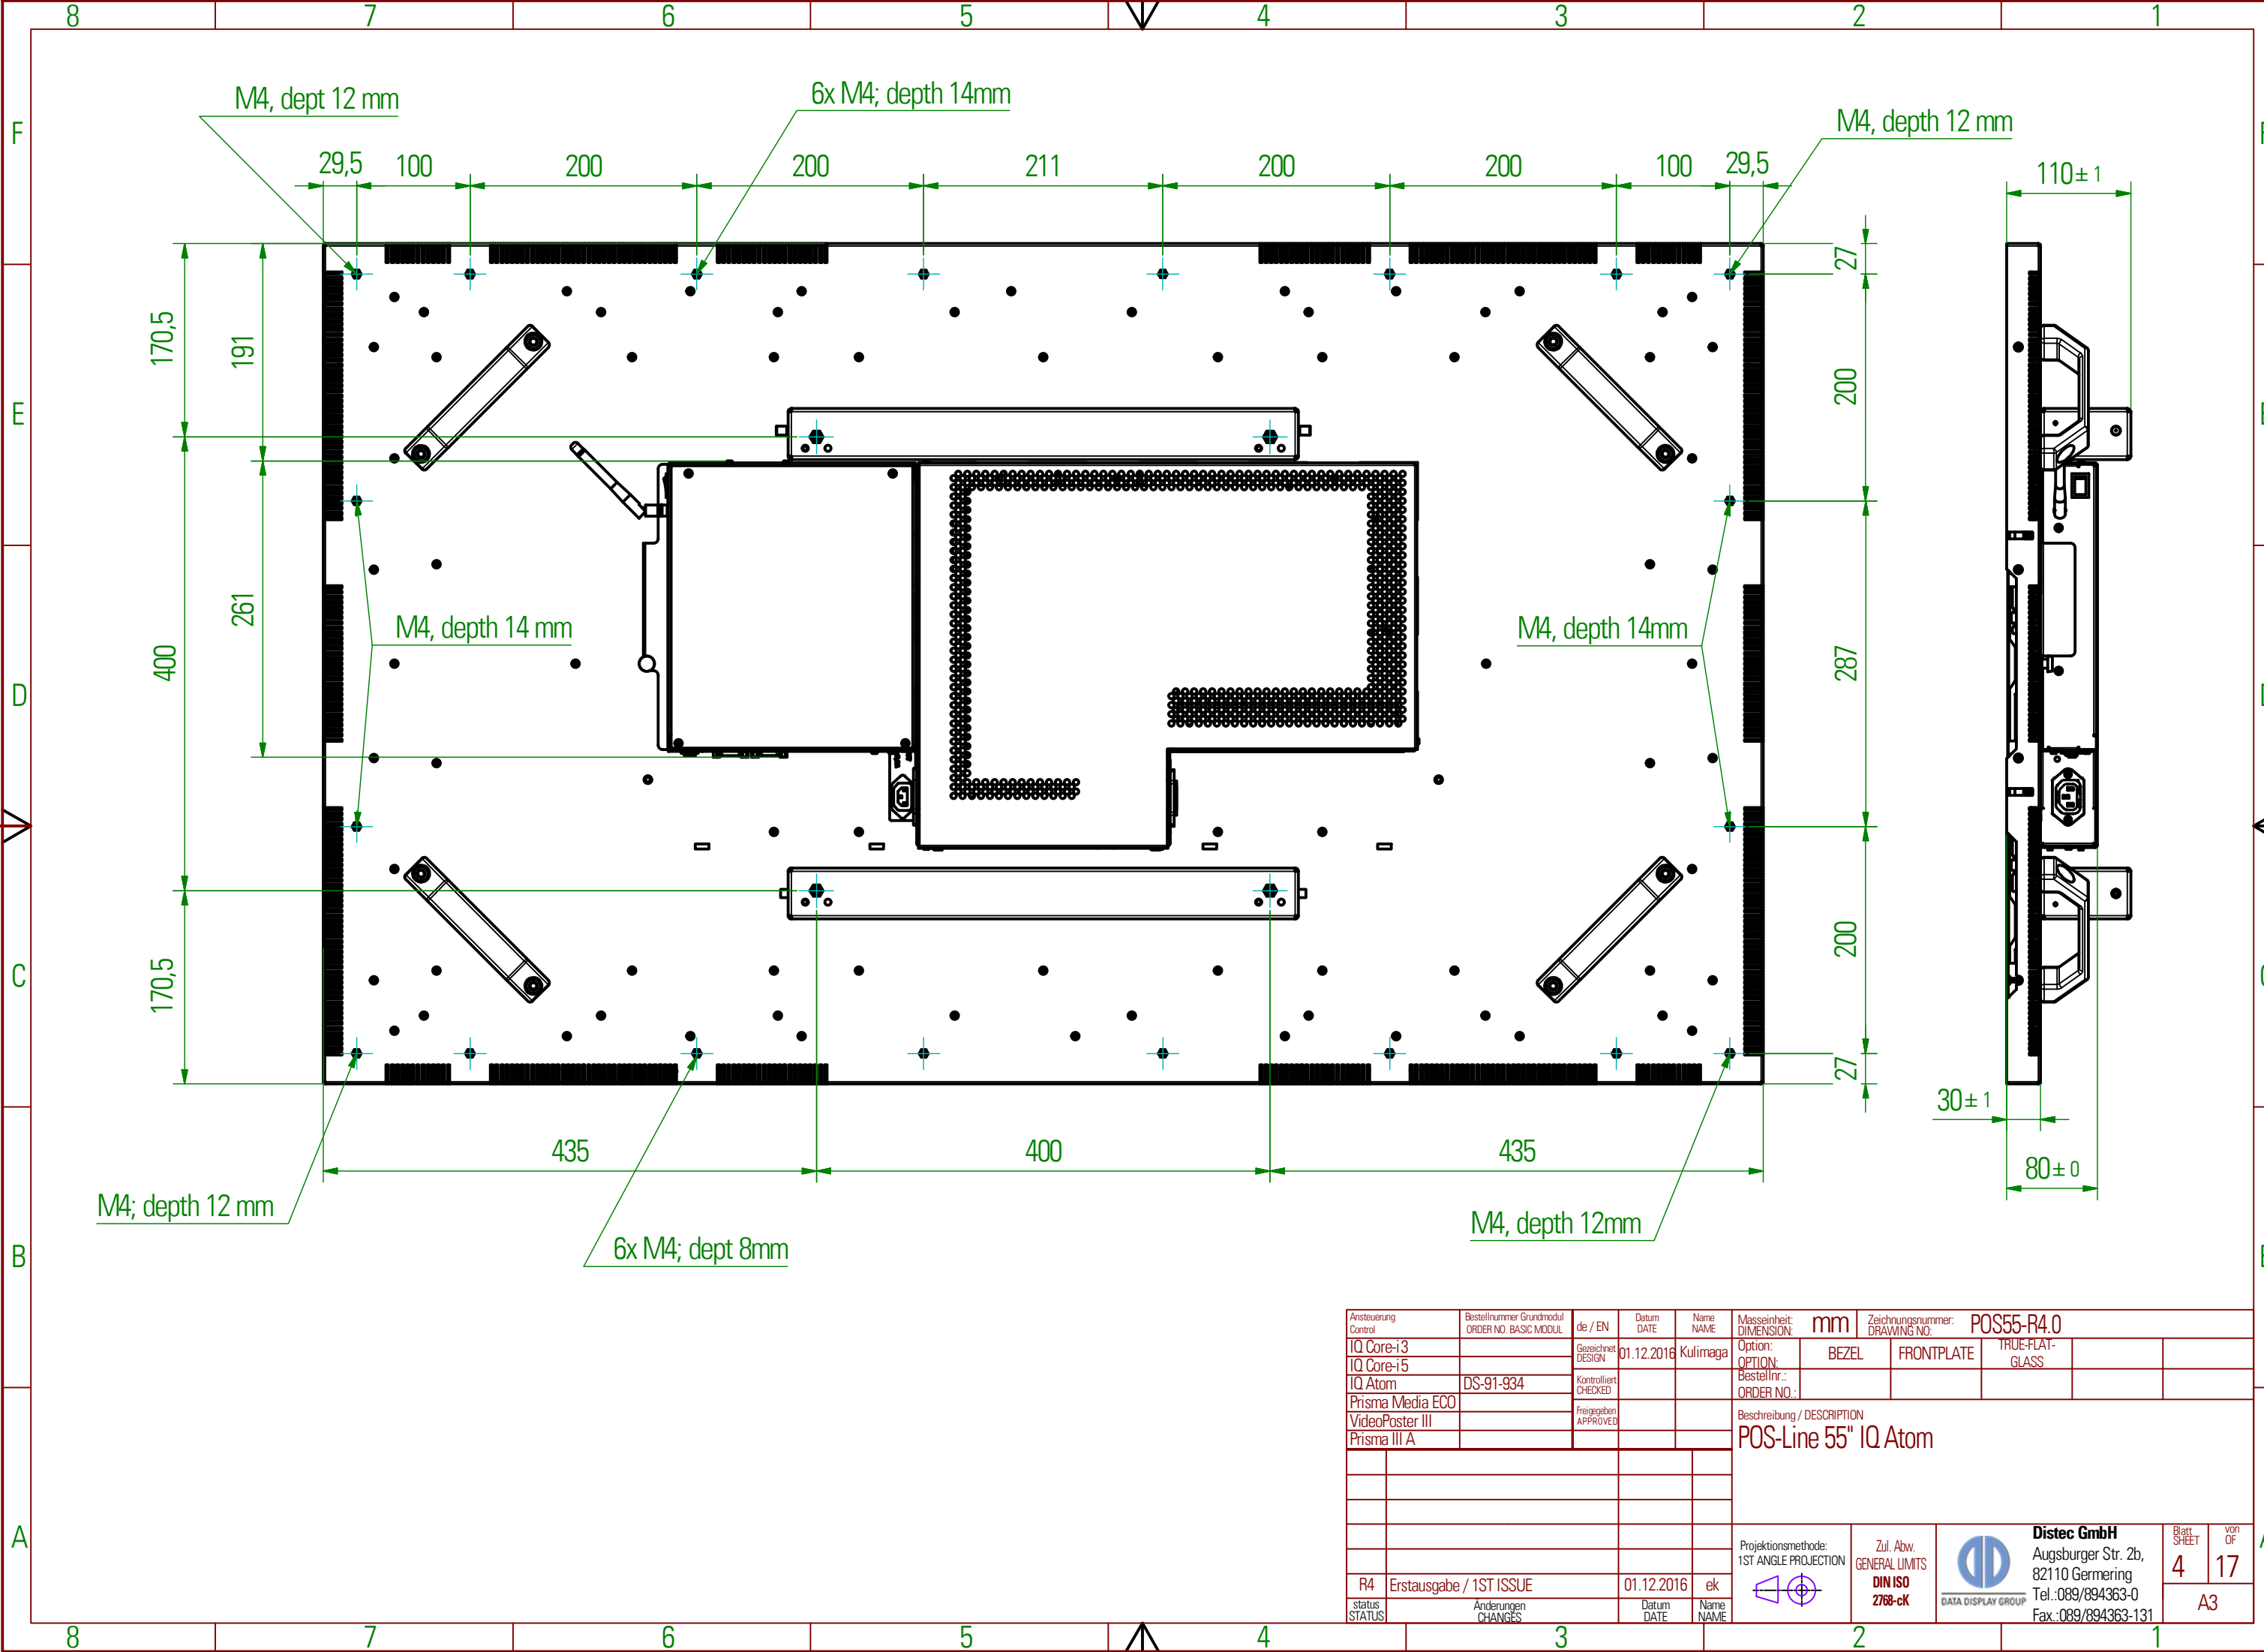 8 7 6 5 4 3 2 1
M4, dept 12 mm
6x M4; depth 14mm
M4, depth 12 mm
F
29,5 100 200 200 211 200 200 100 29,5
110± 1
27
170,5
191
200
E
M4, depth 14 mm
M4, depth 14mm
261
400
287
D
200
170,5
C
27
30± 1
435 400 435
80± 0
M4; depth 12 mm
M4, depth 12mm
6x M4; dept 8mm
B
A
Ansteuerung
Control
Bestellnummer Grundmodul
ORDER NO. BASIC MODUL
de / EN
Datum
DATE
Name
NAME
Masseinheit:
DIMENSION:
mm
Zeichnungsnummer:
DRAWING NO:
POS55-R4.0
IQ Core-i3
IQ Core-i5
IQ Atom DS-91-934
Prisma Media ECO
VideoPoster III
Prisma III A
Gezeichnet
DESIGN
01.12.2016 Kulimaga
Kontrolliert
CHECKED
Freigegeben
APPROVED
Option:
OPTION:
BEZEL FRONTPLATE
TRUE-FLAT-
GLASS
Bestellnr.:
ORDER NO.:
Beschreibung / DESCRIPTION
POS-Line 55" IQ Atom
R4 Erstausgabe / 1ST ISSUE 01.12.2016 ek
status
STATUS
Änderungen
CHANGES
Datum
DATE
Name
NAME
Projektionsmethode:
1ST ANGLE PROJECTION
Zul. Abw.
GENERAL LIMITS
DIN ISO
2768-cK
DATA DISPLAY GROUP
Distec GmbH
Augsburger Str. 2b,
82110 Germering
Tel.:089/894363-0
Fax.:089/894363-131
Blatt
SHEET
4
von
OF
17
A3
8 7 6 5 4 3 2 1